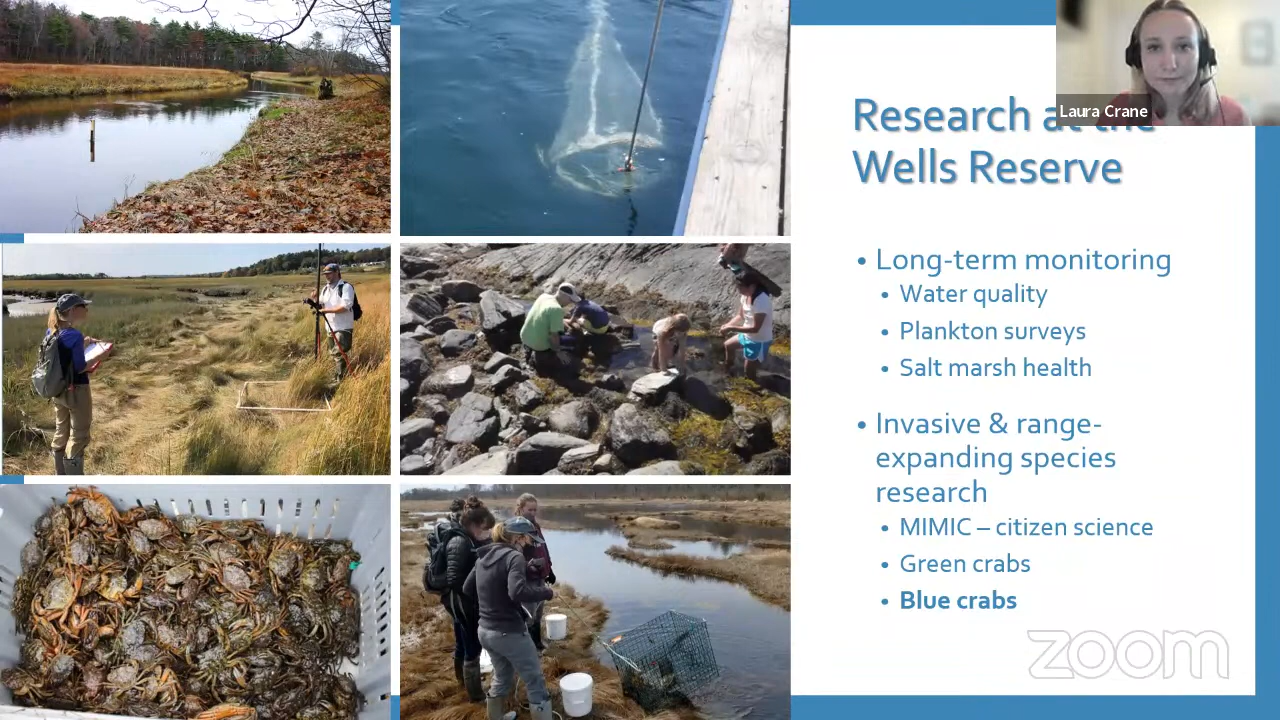 Laura Crane
Research at the
Wells Reserve
• Long-term monitoring
• Water quality
• Plankton surveys
• Salt marsh health
• Invasive & range-
expanding species
research
• MIMIC – citizen science
• Green crabs
• Blue crabs
zoom